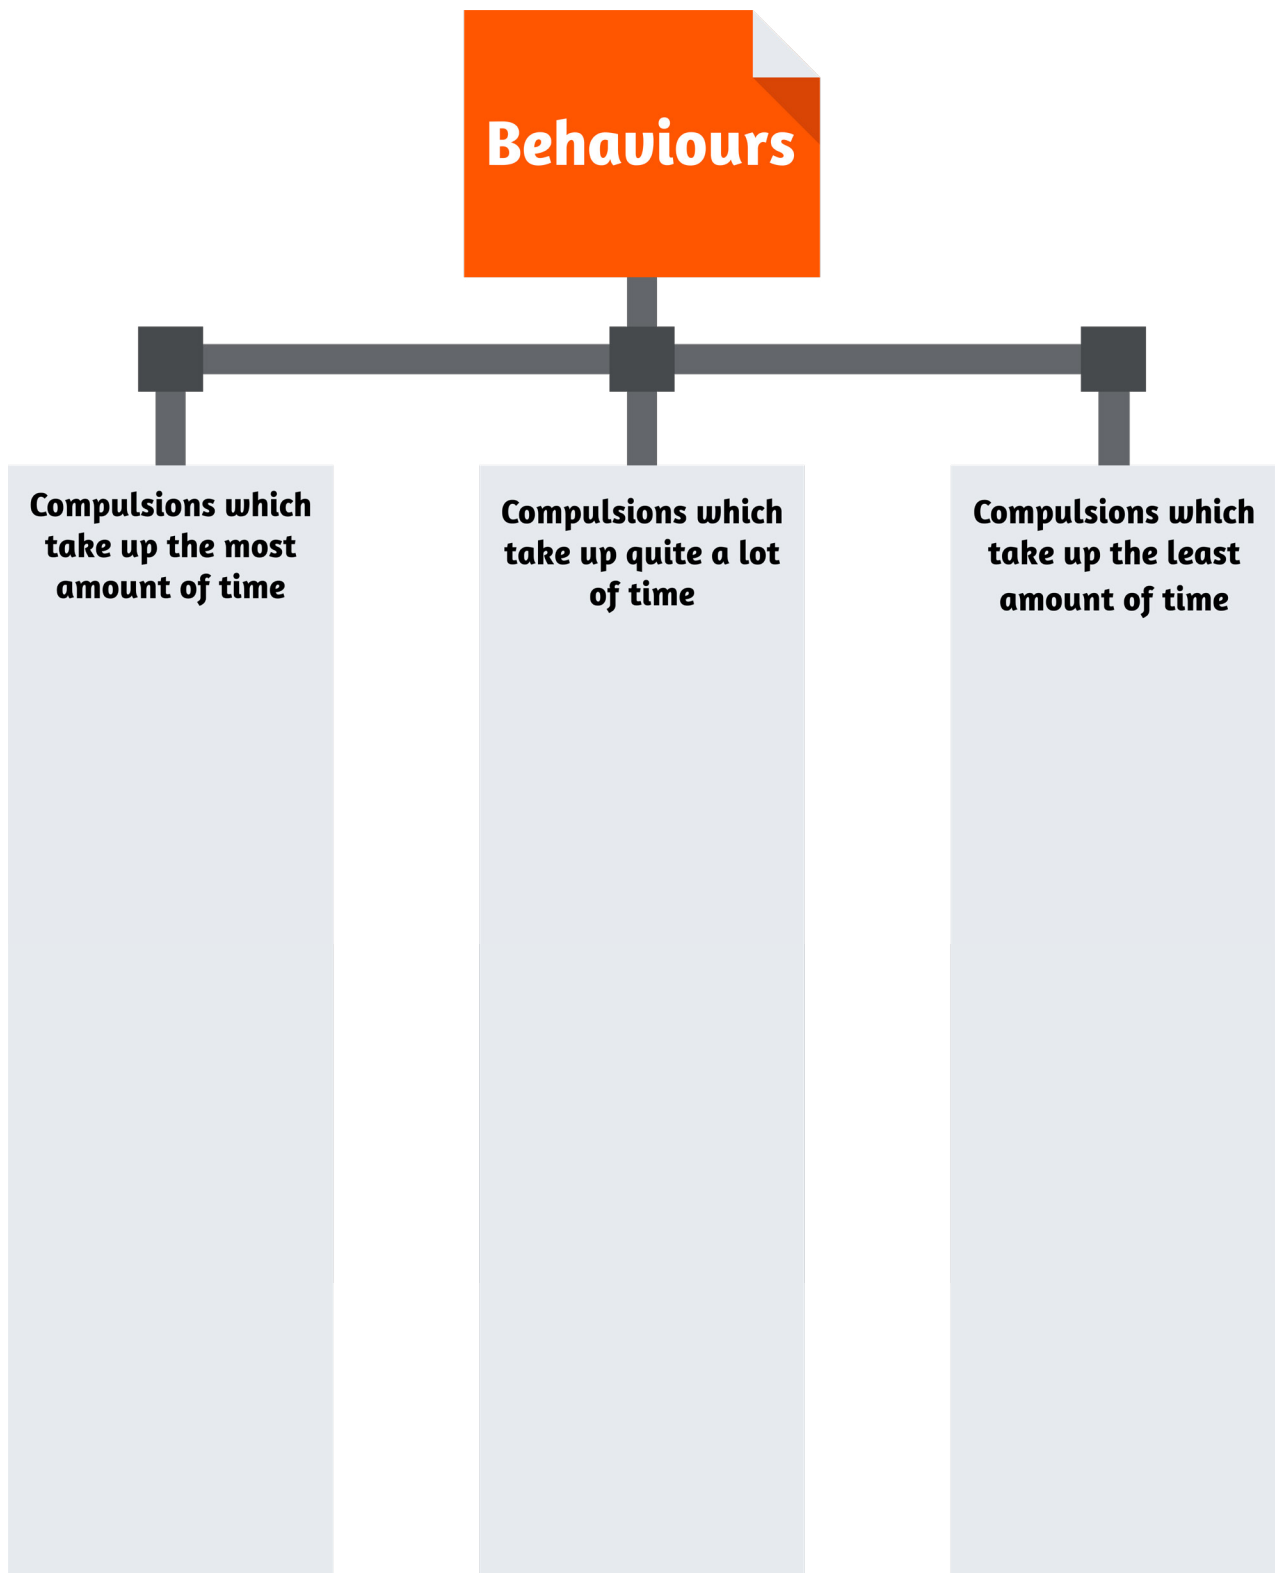 Behaviours
Compulsions which
take up the most
amount of time
Compulsions which
take up quite a lot
of time
Compulsions which
take up the least
amount of time